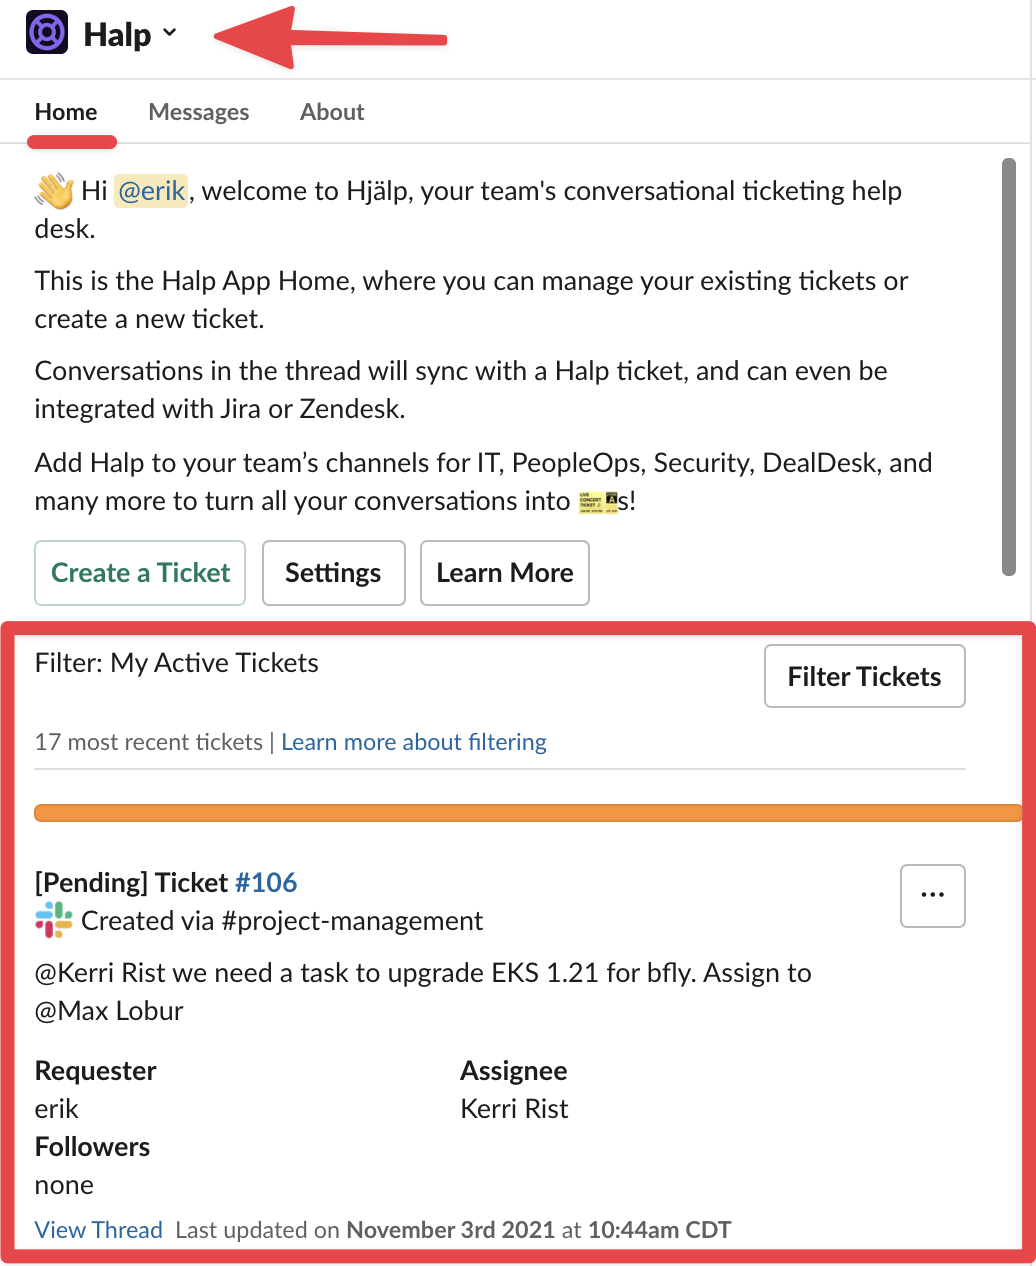 Halp
Home Messages About
Hi @erik, welcome to Hjälp, your team's conversational ticketing help
desk.
This is the Halp App Home, where you can manage your existing tickets or
create a new ticket.
Conversations in the thread will sync with a Halp ticket, and can even be
integrated with Jira or Zendesk.
Add Halp to your team’s channels for IT, PeopleOps, Security, DealDesk, and
many more to turn all your conversations into s!
Create a Ticket Settings Learn More
Filter: My Active Tickets
Filter Tickets
17 most recent tickets | Learn more about filtering
[Pending] Ticket #106
...
Created via #project-management
@Kerri Rist we need a task to upgrade EKS 1.21 for bfly. Assign to
@Max Lobur
Requester Assignee
erik Kerri Rist
Followers
none
View Thread Last updated on November 3rd 2021 at 10:44am CDT